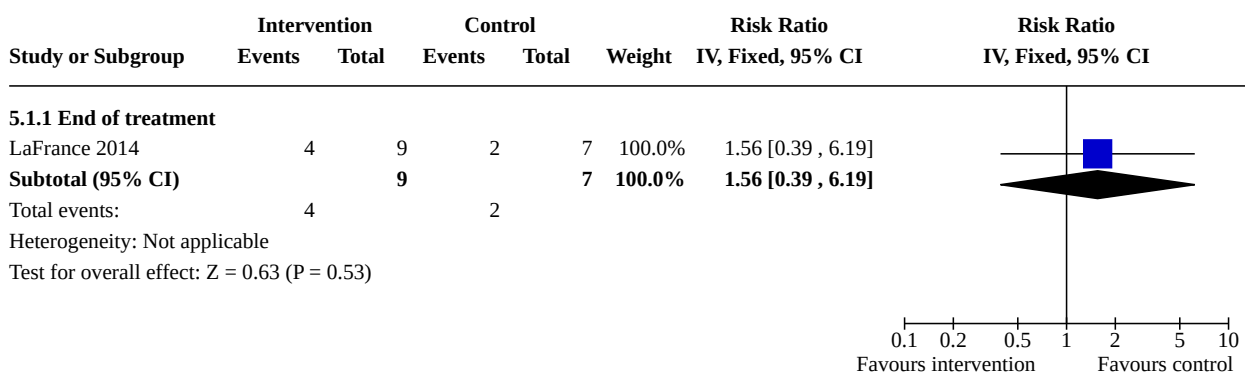 Intervention Control Risk Ratio Risk Ratio
Study or Subgroup Events Total Events Total Weight IV, Fixed, 95% CI IV, Fixed, 95% CI
5.1.1 End of treatment
LaFrance 2014 4 9 2 7 100.0% 1.56 [0.39 , 6.19]
Subtotal (95% CI) 9 7 100.0% 1.56 [0.39 , 6.19]
Total events: 4 2
Heterogeneity: Not applicable
Test for overall effect: Z = 0.63 (P = 0.53)
0.1 0.2 0.5 1 2 5 10
Favours intervention Favours control